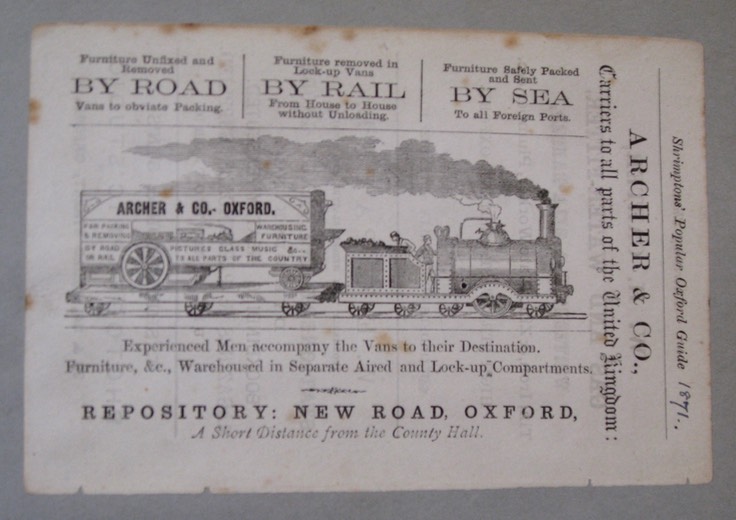 Shrimptons' Popular Oxford Guide 1871.
ARCHER & CO.,
Carriers to all parts of the United Kingdom:
Furniture Unfixed and
Removed
BY ROAD
Vans to obviate Packing.
Furniture removed in
Lock-up Vans
BY RAIL
From House to House
without Unloading.
Furniture Safely Packed
and Sent
BY SEA
To all Foreign Ports.
ARCHER & CO.- OXFORD.
FOR PACKING
& REMOVING
WAREHOUSING
FURNITURE
BY ROAD
OR RAIL
PICTURES GLASS MUSIC &c.
TO ALL PARTS OF THE COUNTRY
Experienced Men accompany the Vans to their Destination.
Furniture, &c., Warehoused in Separate Aired and Lock-up Compartments.
REPOSITORY: NEW ROAD, OXFORD,
A Short Distance from the County Hall.